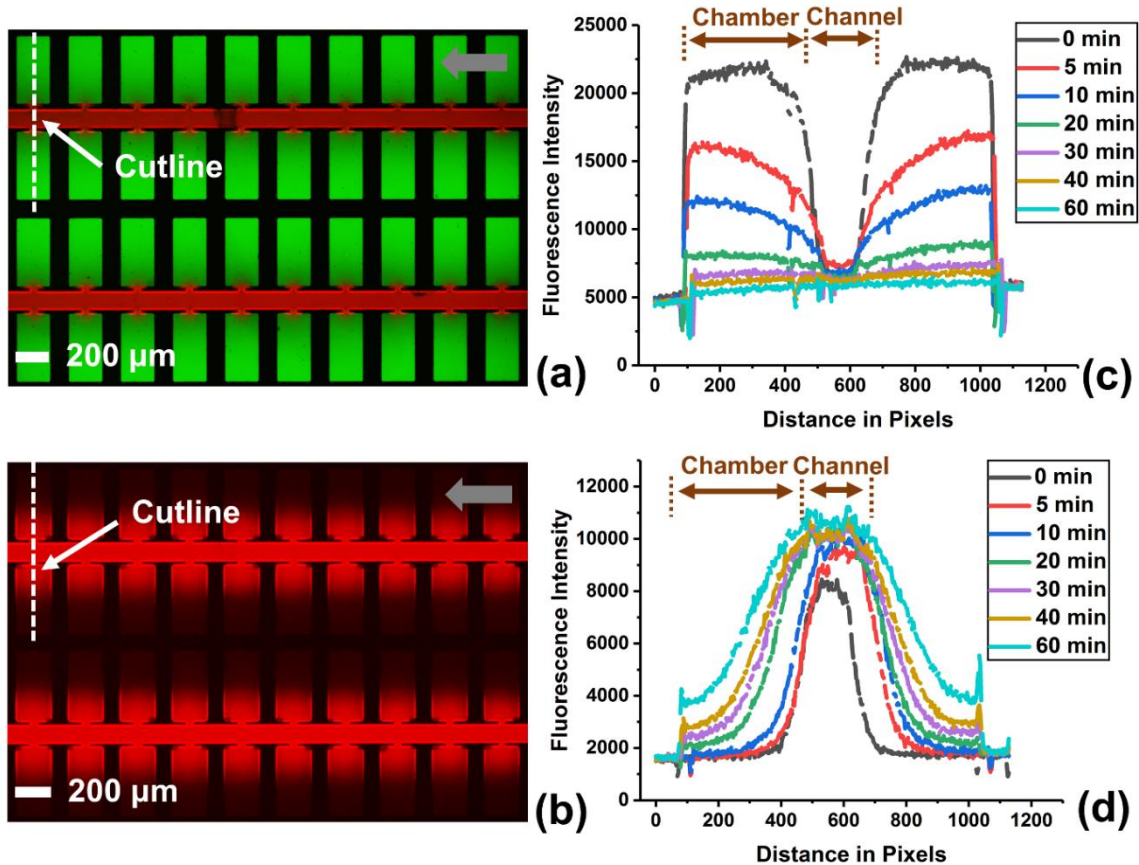 Cutline
200 µm
(a)
Chamber
Channel
0 min
5 min
10 min
20 min
30 min
40 min
60 min
25000
20000
15000
10000
5000
0
Fluorescence Intensity
0 200 400 600 800 1000 1200
Distance in Pixels
(c)
Cutline
200 µm
(b)
Chamber Channel
0 min
5 min
10 min
20 min
30 min
40 min
60 min
12000
10000
8000
6000
4000
2000
0
Fluorescence Intensity
0 200 400 600 800 1000 1200
Distance in Pixels
(d)